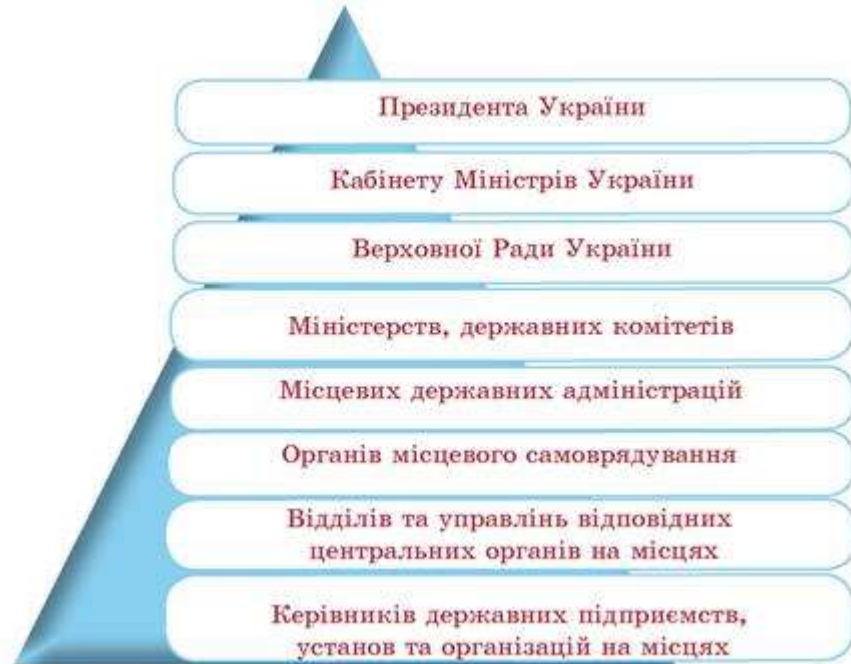 Президента України
Кабінету Міністрів України
Верховної Ради України
Міністерств, державних комітетів
Місцевих державних адміністрацій
Органів місцевого самоврядування
Відділів та управлінь відповідних
центральних органів на місцях
Керівників державних підприємств,
установ та організацій на місцях